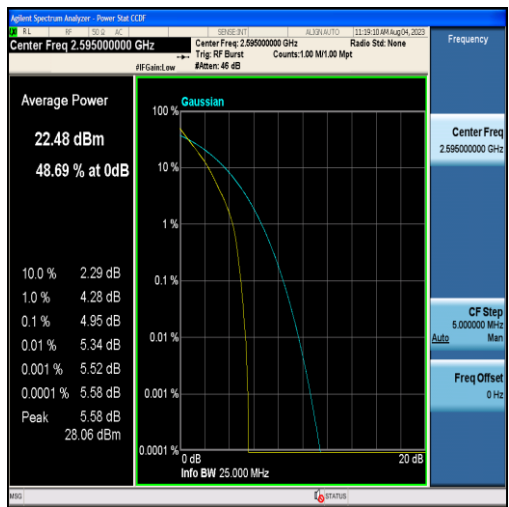 Agilent Spectrum Analyzer - Power Stat CCDF
RL RF 50 Ω AC SENSE:INT ALIGN AUTO 11:19:10 AM Aug 04, 2023
Center Freq 2.595000000 GHz
Center Freq: 2.595000000 GHz Radio Std: None
Trig: RF Burst Counts:1.00 M/1.00 Mpt
#IFGain:Low #Atten: 46 dB
Frequency
Average Power
22.48 dBm
48.69 % at 0dB
10.0 % 2.29 dB
1.0 % 4.28 dB
0.1 % 4.95 dB
0.01 % 5.34 dB
0.001 % 5.52 dB
0.0001 % 5.58 dB
Peak 5.58 dB
28.06 dBm
Gaussian
100 %
10 %
1 %
0.1 %
0.01 %
0.001 %
0.0001 %
0 dB 20 dB
Info BW 25.000 MHz
Center Freq
2.595000000 GHz
CF Step
5.000000 MHz
Auto Man
Freq Offset
0 Hz
MSG STATUS